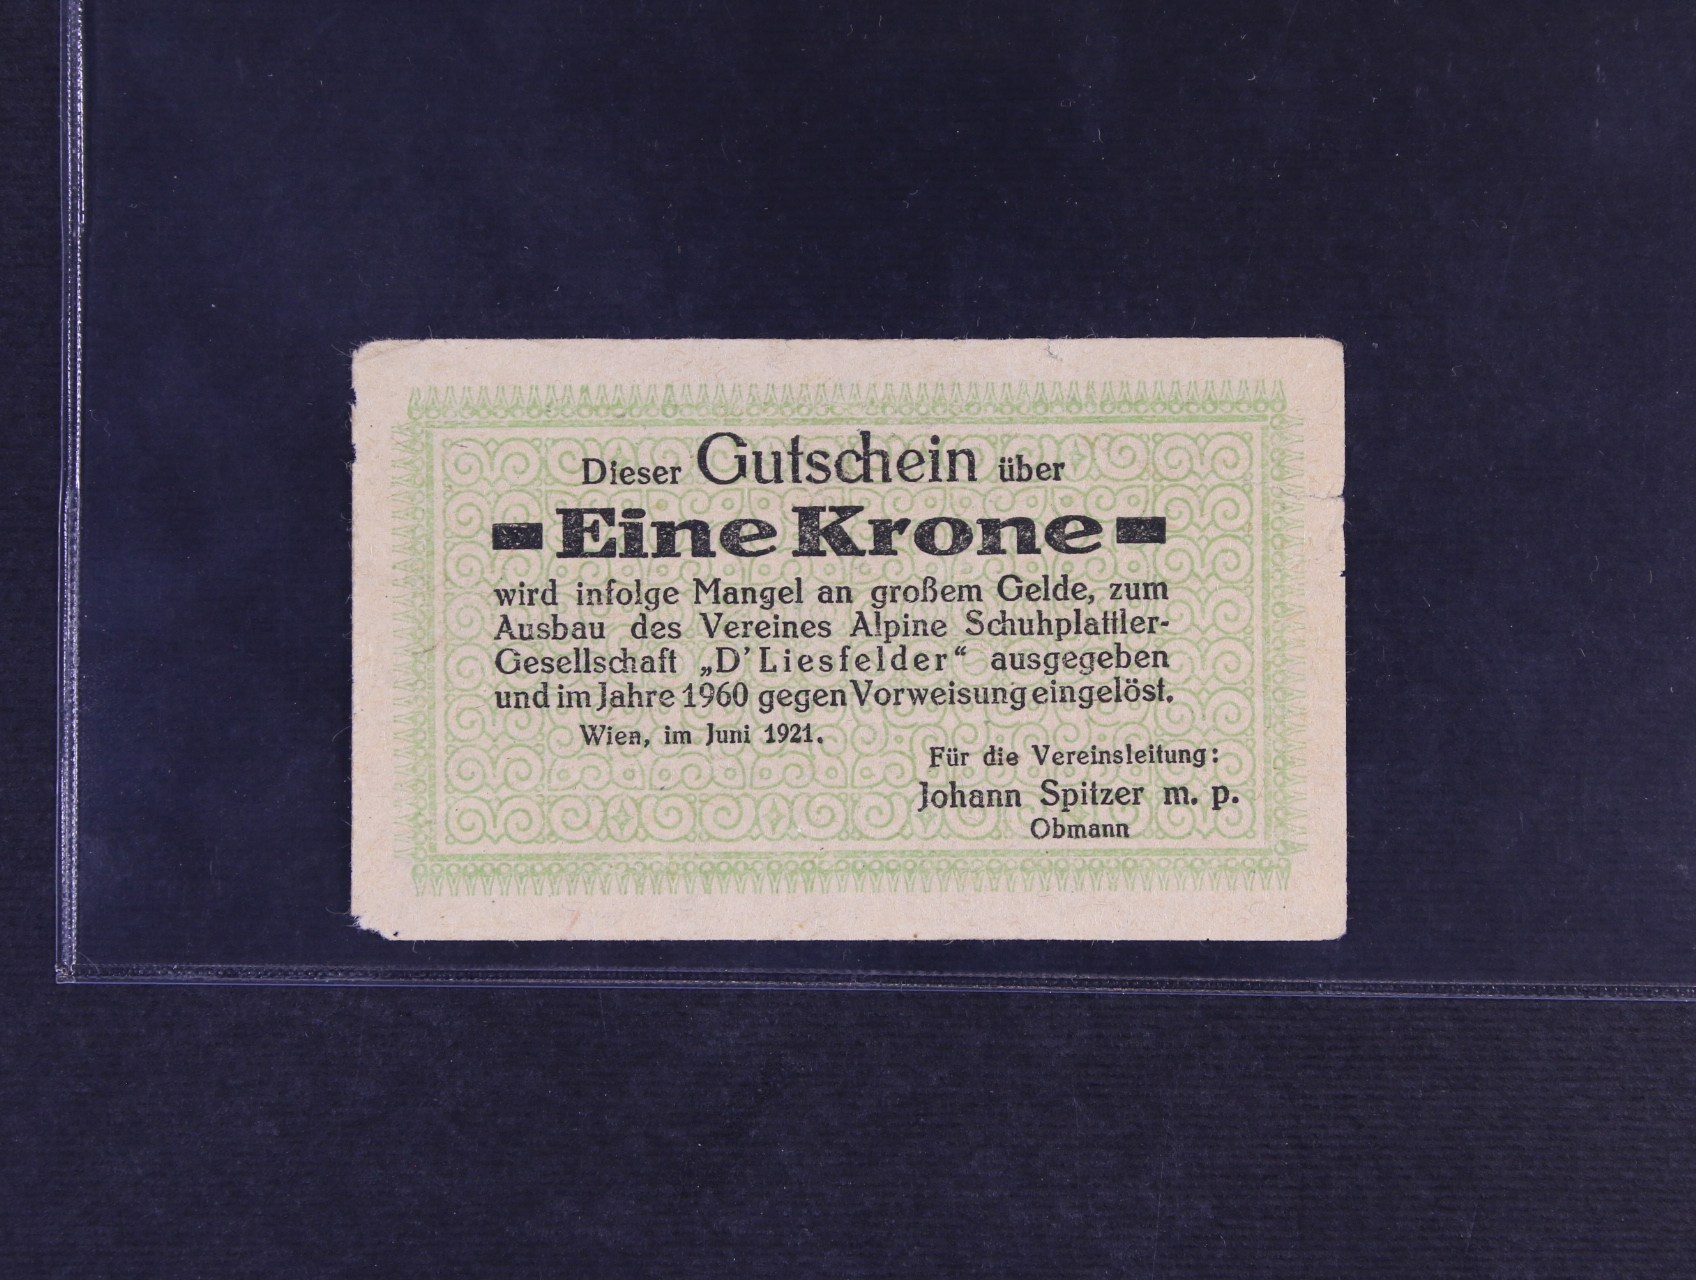 Dieser Gutschein über
Eine Krone
wird infolge Mangel an großem Gelde, zum
Ausbau des Vereines Alpine Schuhplattler-
Gesellschaft „D' Liesfelder“ ausgegeben
und im Jahre 1960 gegen Vorweisung eingelöst.
Wien, im Juni 1921.
Für die Vereinsleitung:
Johann Spitzer m. p.
Obmann